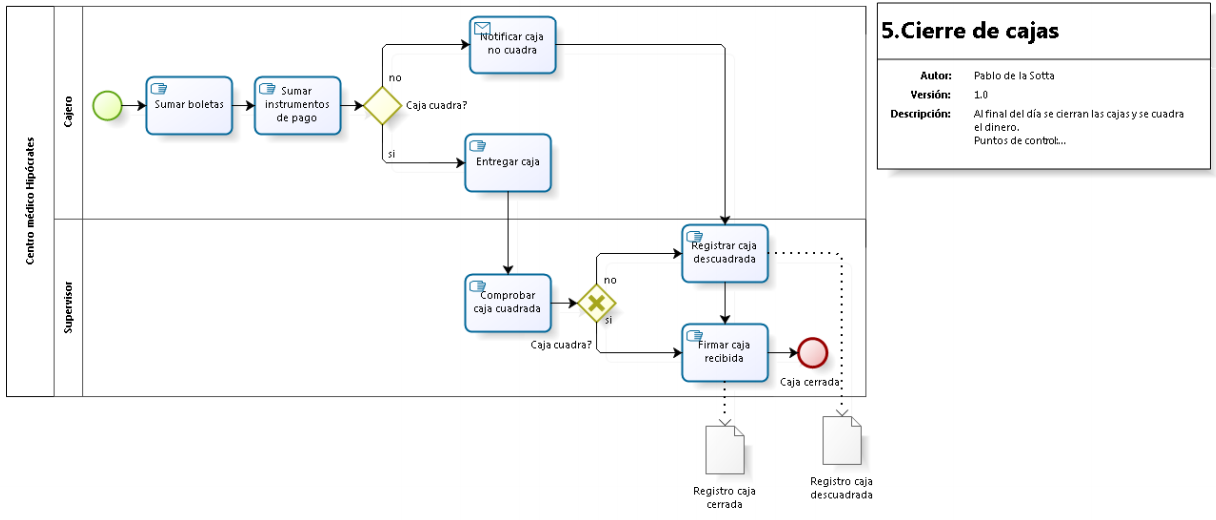 Centro médico Hipócrales
Cajero
Sumar boletas
Sumar
instrumentos
de pago
no
Caja cuadra?
si
Notificar caja
no cuadra
Entregar caja
Supervisor
Comprobar
caja cuadrada
no
si
Caja cuadra?
Registrar caja
descuadrada
Firmar caja
recibida
Caja cerrada
Registro caja
cerrada
Registro caja
descuadrada
5.Cierre de cajas
Autor: Pablo de la Sotta
Versión: 1.0
Descripción: Al final del día se cierran las cajas y se cuadra
el dinero.
Puntos de control:...